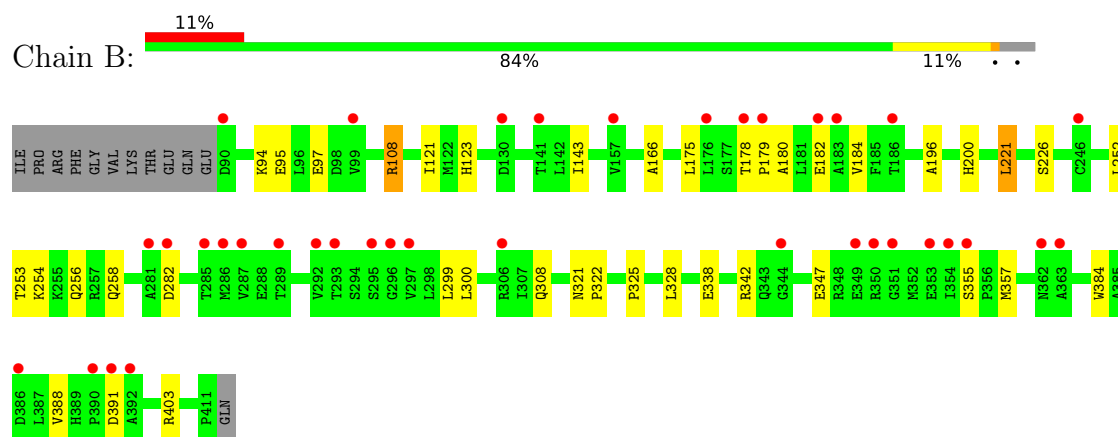 11%
Chain B:
84% 11% • •
ILE PRO ARG PHE GLY VAL LYS THR GLU GLN GLU D90 K94 E95 L96 E97 D98 V99 R108 I121 M122 H123 D130 T141 L142 I143 V157 A166 L175 L176 S177 T178 P179 A180 L181 E182 A183 V184 F185 T186 A196 H200 L221 S226 C246 L252
T253 K254 K255 Q256 R257 Q258 A281 D282 T285 M286 V287 E288 T289 V292 T293 S294 S295 G296 V297 L298 L299 L300 R306 I307 Q308 N321 P322 P325 L328 E338 R342 Q343 G344 E347 R348 E349 R350 G351 M352 E353 I354 S355 P356 M357 N362 A363 W384 A385
D386 L387 V388 H389 P390 D391 A392 R403 P411 GLN